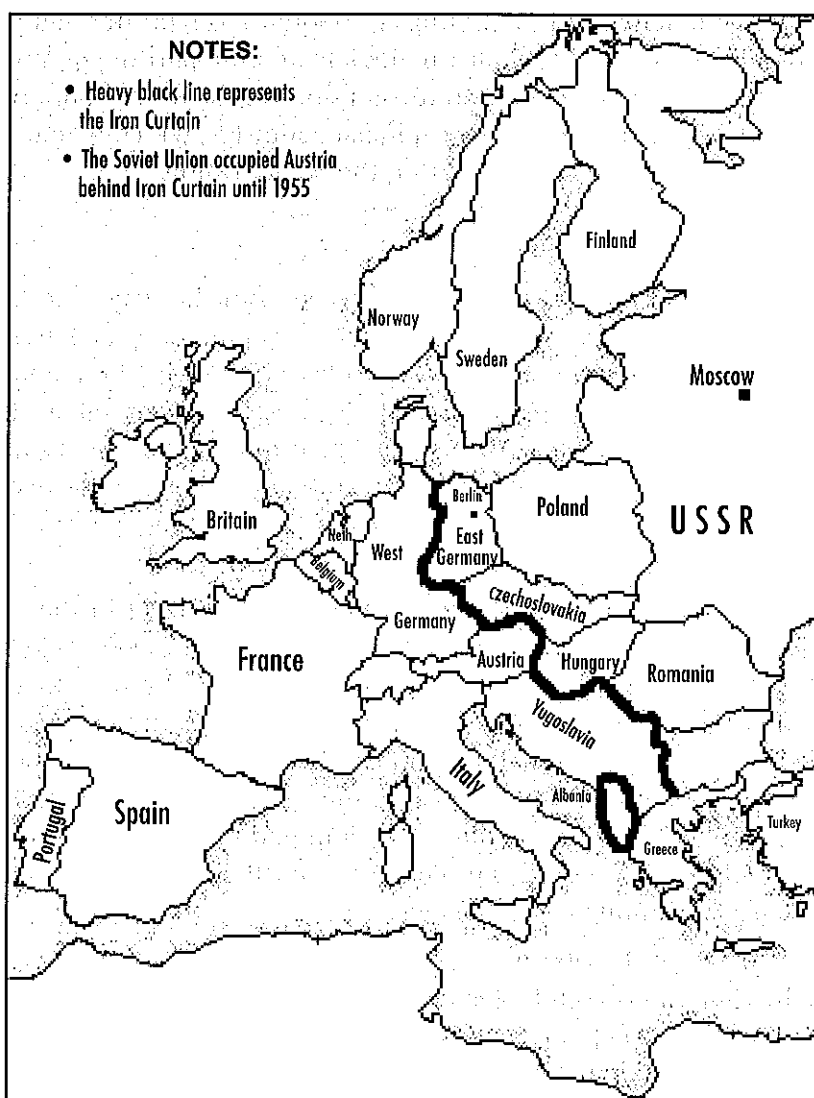 NOTES:
• Heavy black line represents
the Iron Curtain
• The Soviet Union occupied Austria
behind Iron Curtain until 1955
Finland
Norway
Sweden
Moscow
Berlin
Poland
Britain
Neth
West
East
Germany
USSR
Belgium
Czechoslovakia
Germany
France
Austria
Hungary
Romania
Yugoslavia
Italy
Albania
Portugal
Spain
Greece
Turkey